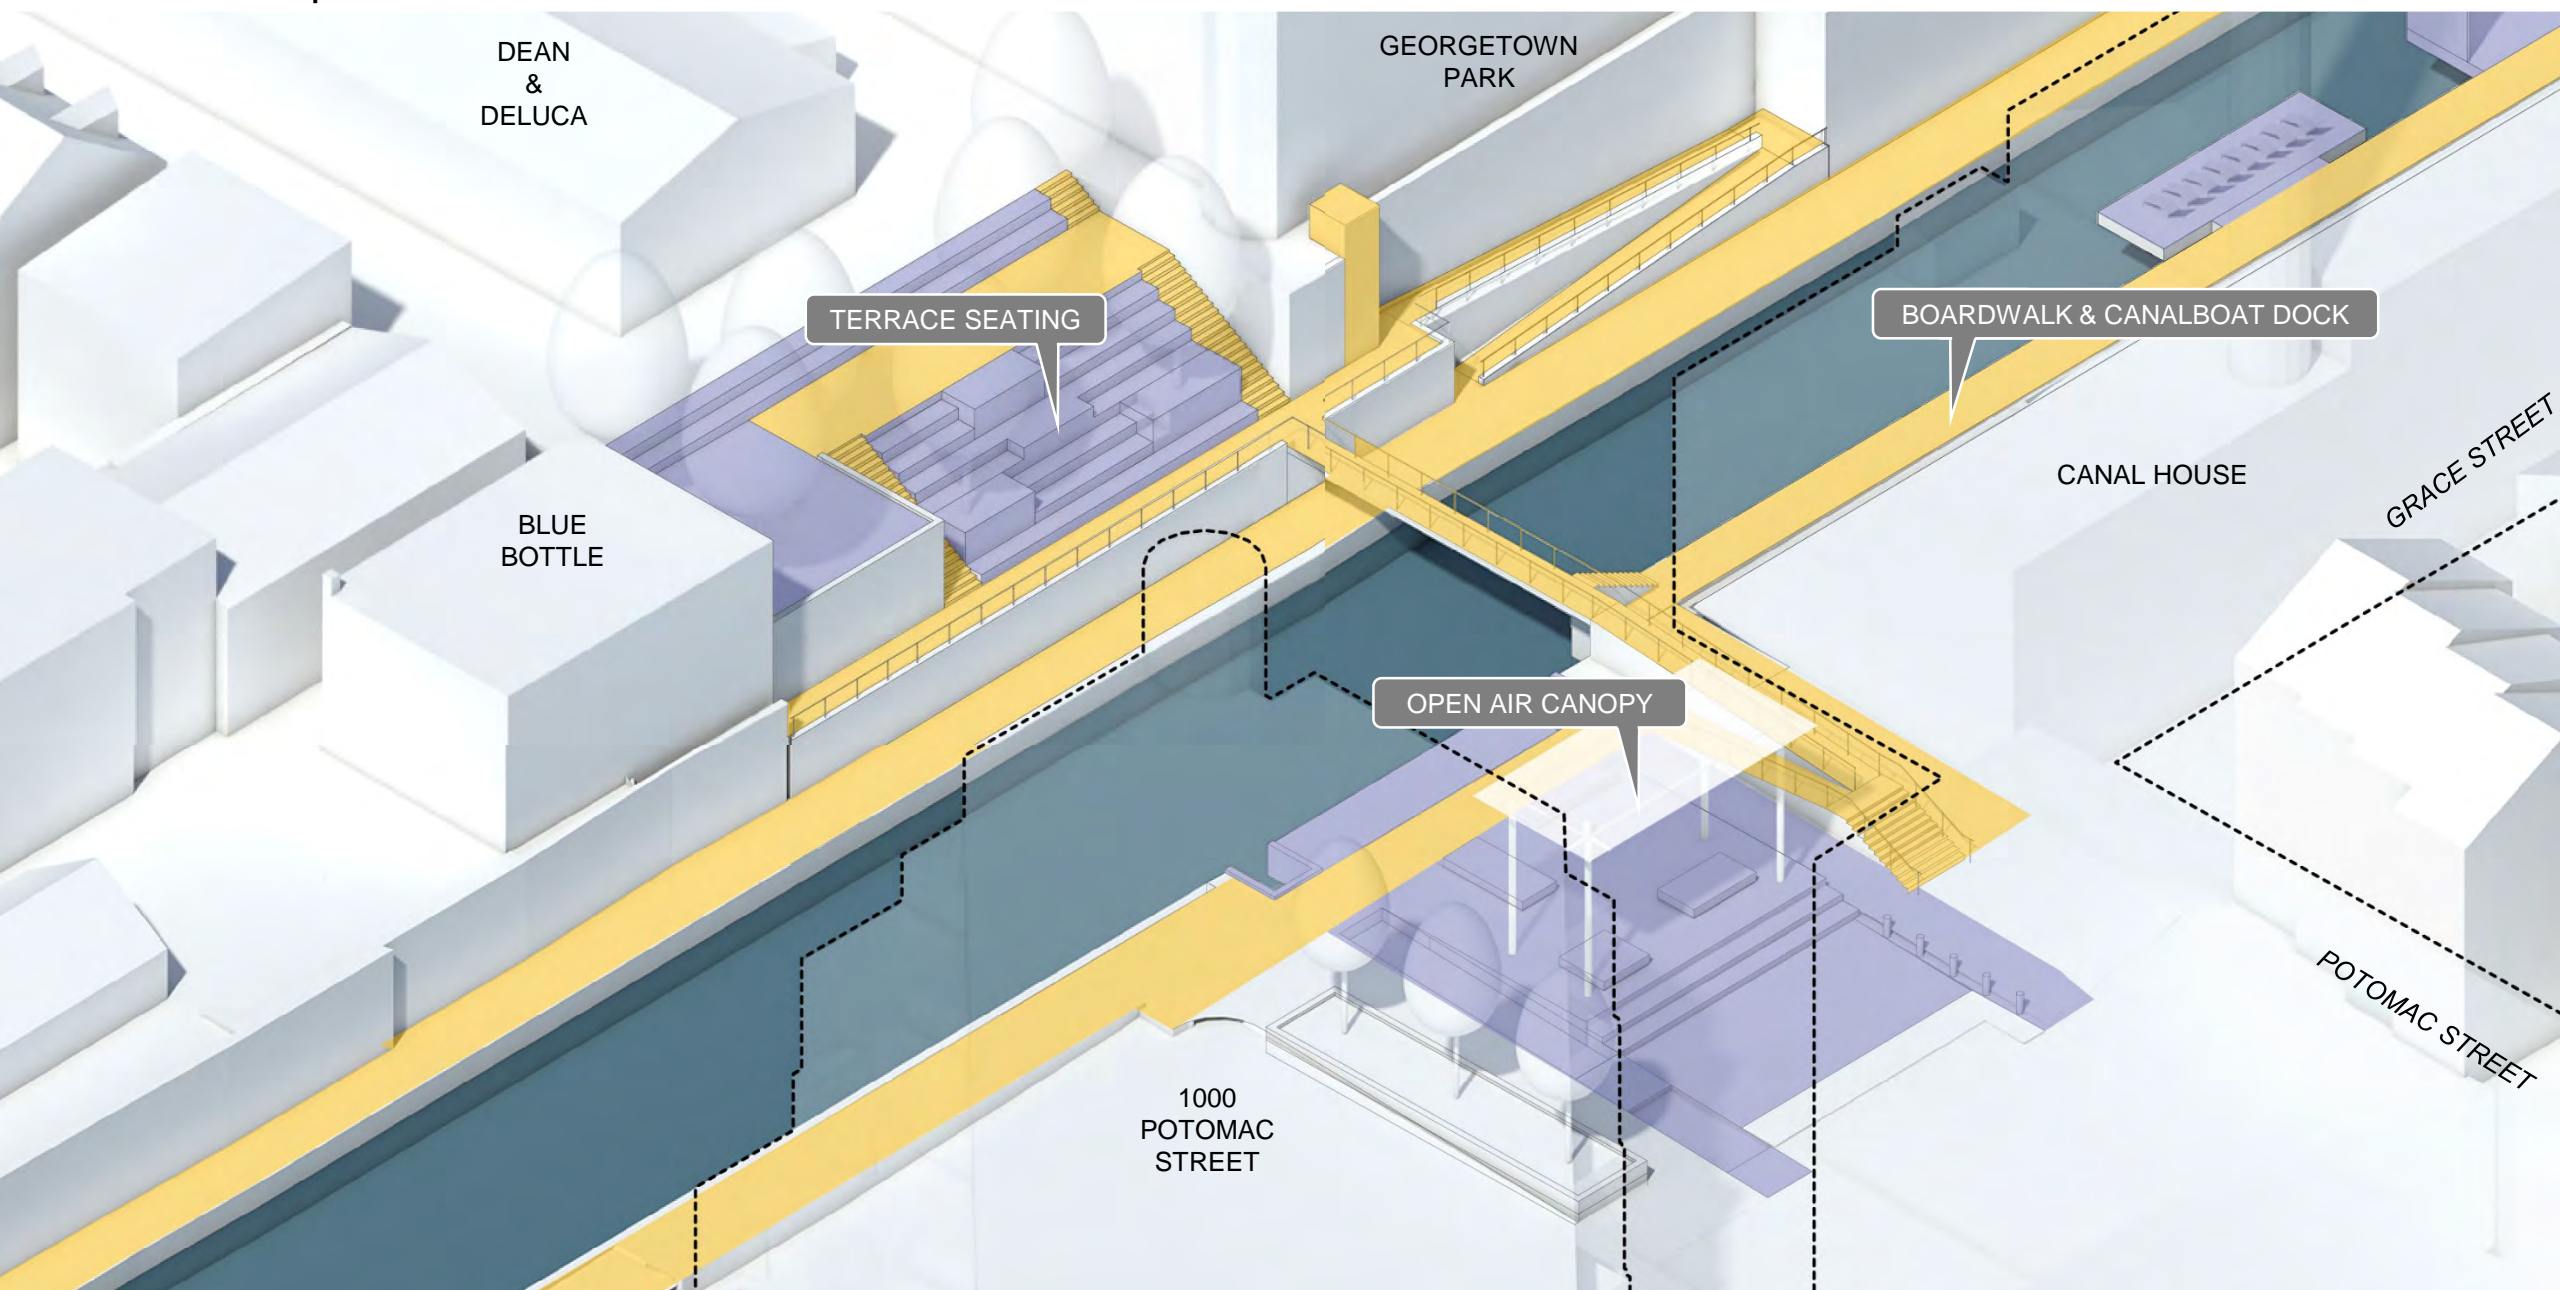 DEAN
&
DELUCA
GEORGETOWN
PARK
TERRACE SEATING
BOARDWALK & CANALBOAT DOCK
CANAL HOUSE
GRACE STREET
BLUE
BOTTLE
OPEN AIR CANOPY
POTOMAC STREET
1000
POTOMAC
STREET